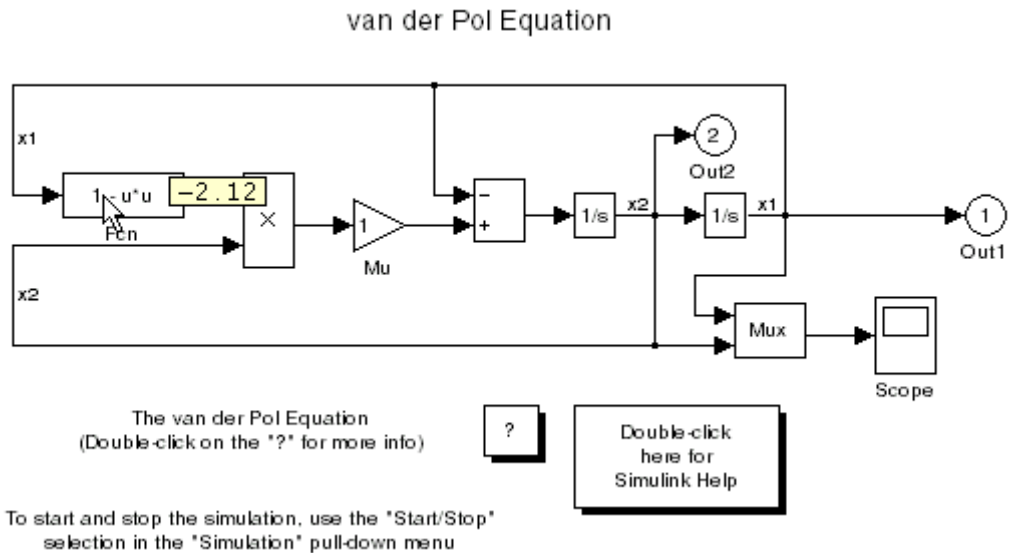 van der Pol Equation
x1
1 - u*u
-2.12
Fcn
×
1
Mu
−
+
1/s
x2
1/s
x1
2
Out2
1
Out1
x2
Mux
Scope
The van der Pol Equation
(Double-click on the "?" for more info)
?
Double-click
here for
Simulink Help
To start and stop the simulation, use the "Start/Stop"
selection in the "Simulation" pull-down menu